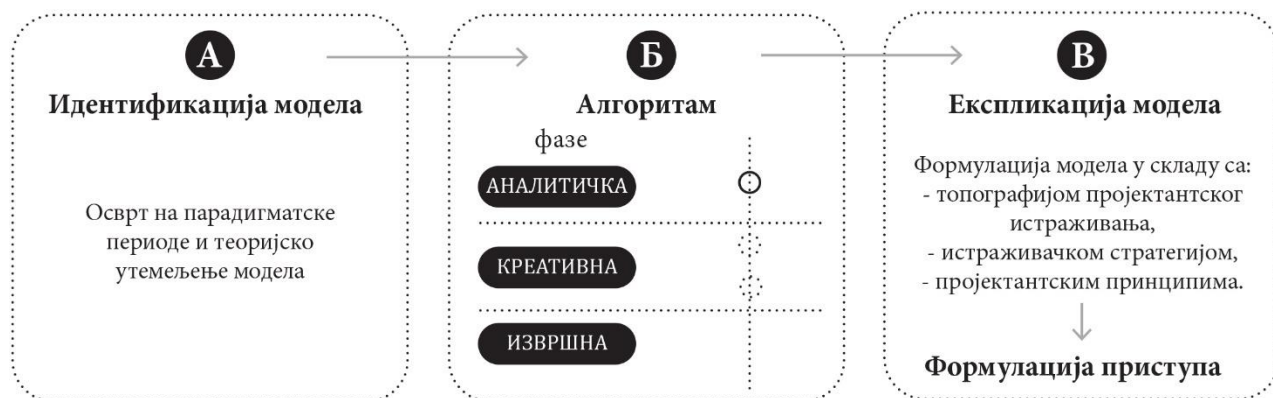 А
Идентификација модела
Осврт на парадигматске
периоде и теоријско
утемељење модела
Б
Алгоритам
фазе
АНАЛИТИЧКА
КРЕАТИВНА
ИЗВРШНА
В
Експликација модела
Формулација модела у складу са:
- топографијом пројектантског
истраживања,
- истраживачком стратегијом,
- пројектантским принципима.
Формулација приступа